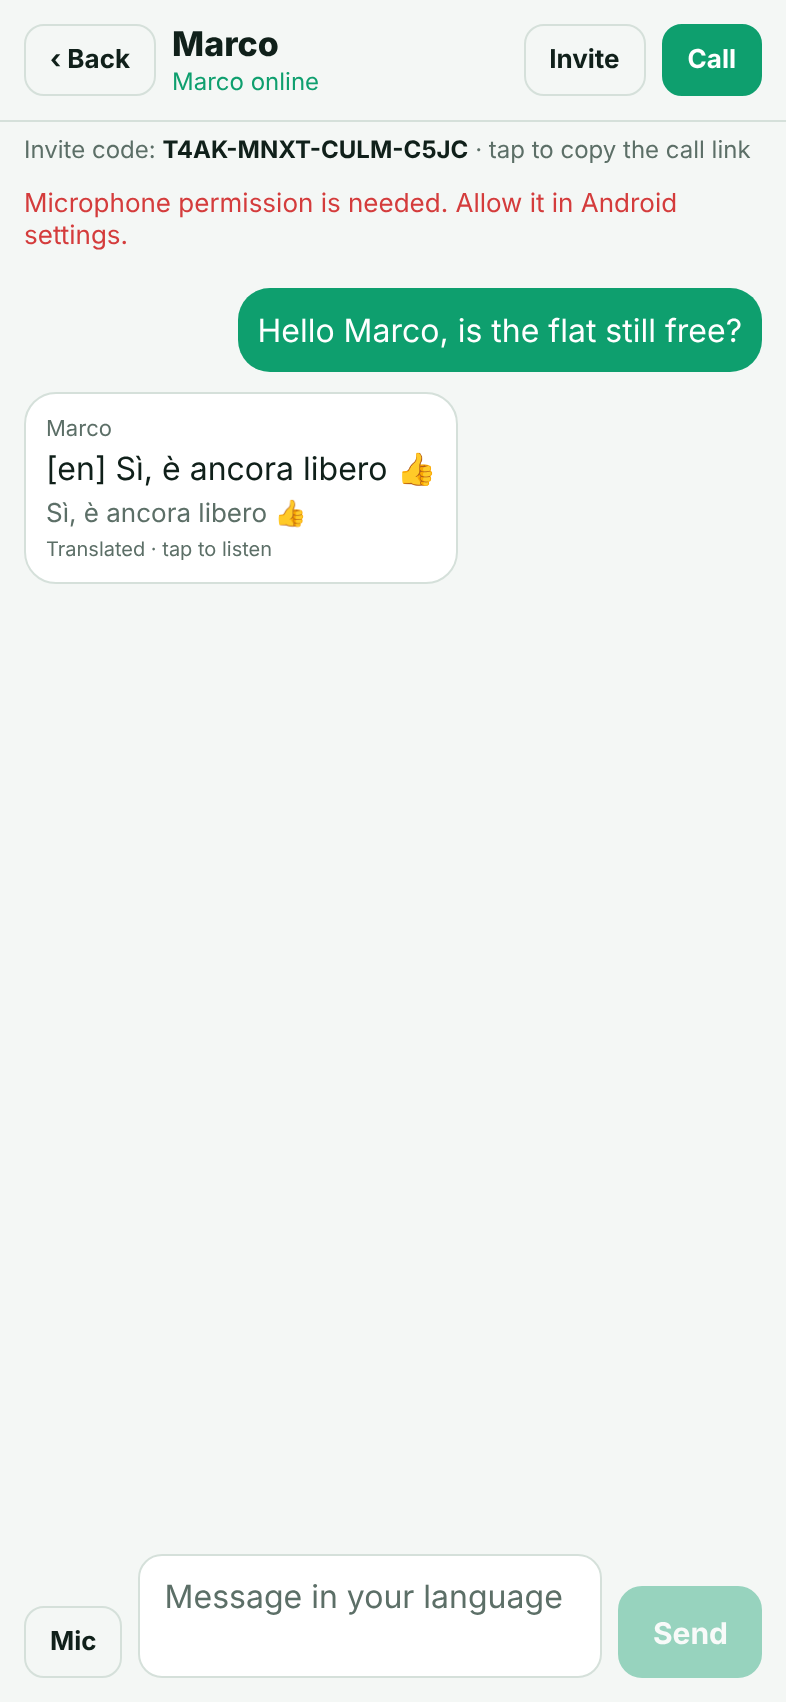 ‹ Back
Marco
Marco online
Invite
Call
Invite code: T4AK-MNXT-CULM-C5JC · tap to copy the call link
Microphone permission is needed. Allow it in Android
settings.
Hello Marco, is the flat still free?
Marco
[en] Sì, è ancora libero 👍
Sì, è ancora libero 👍
Translated · tap to listen
Mic
Message in your language
Send